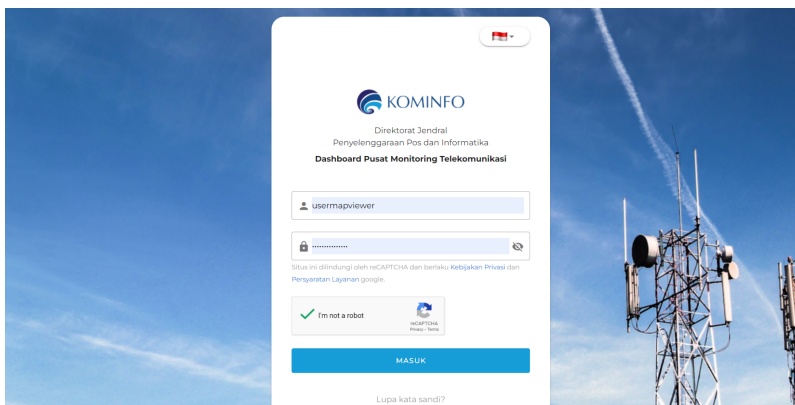 KOMINFO
Direktorat Jendral
Penyelenggaraan Pos dan Informatika
Dashboard Pusat Monitoring Telekomunikasi
usermapviewer
Situs ini dilindungi oleh reCAPTCHA dan berlaku Kebijakan Privasi dan
Persyaratan Layanan google.
I'm not a robot
reCAPTCHA
Privacy - Terms
MASUK
Lupa kata sandi?